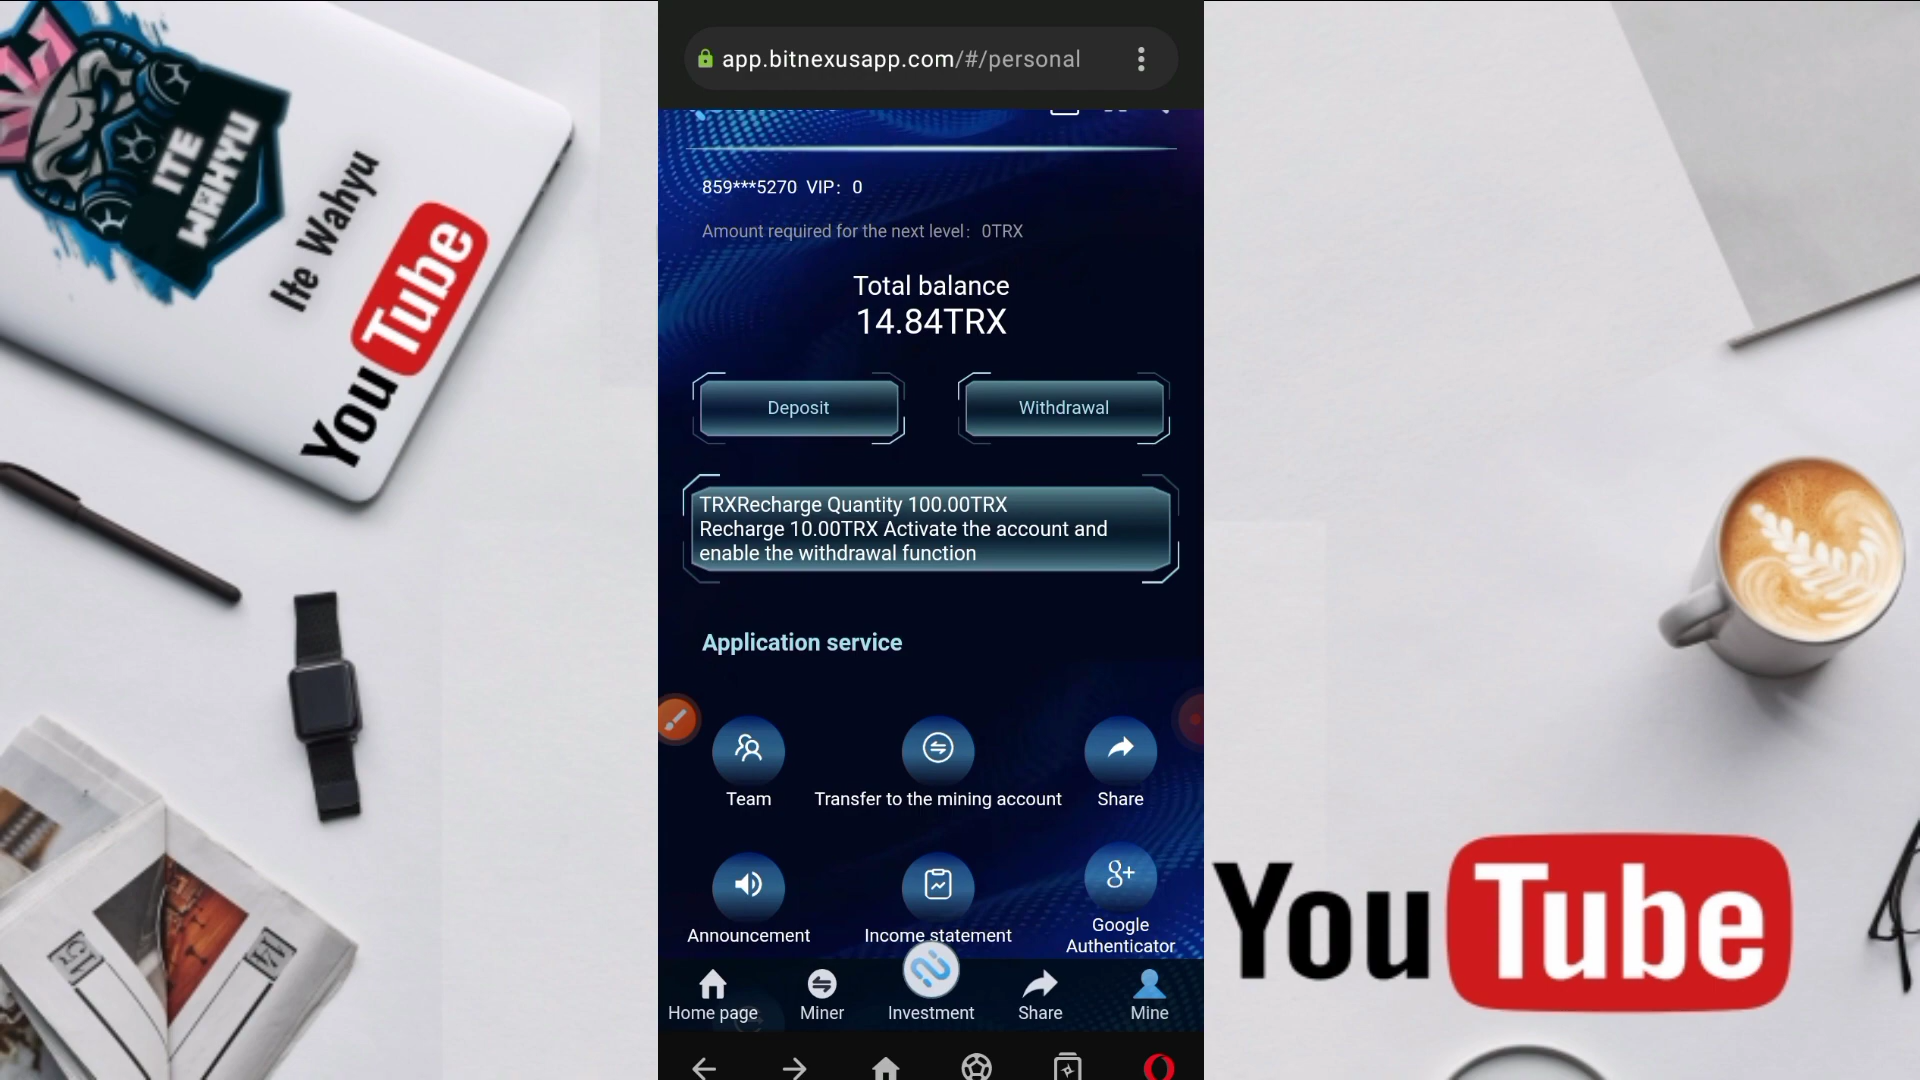 ITE
WAHYU
Ite Wahyu
YouTube
app.bitnexusapp.com/#/personal
859***5270 VIP: 0
Amount required for the next level: 0TRX
Total balance
14.84TRX
Deposit
Withdrawal
TRXRecharge Quantity 100.00TRX
Recharge 10.00TRX Activate the account and
enable the withdrawal function
Application service
Team
Transfer to the mining account
Share
Announcement
Income statement
Google
Authenticator
Home page
Miner
Investment
Share
Mine
YouTube